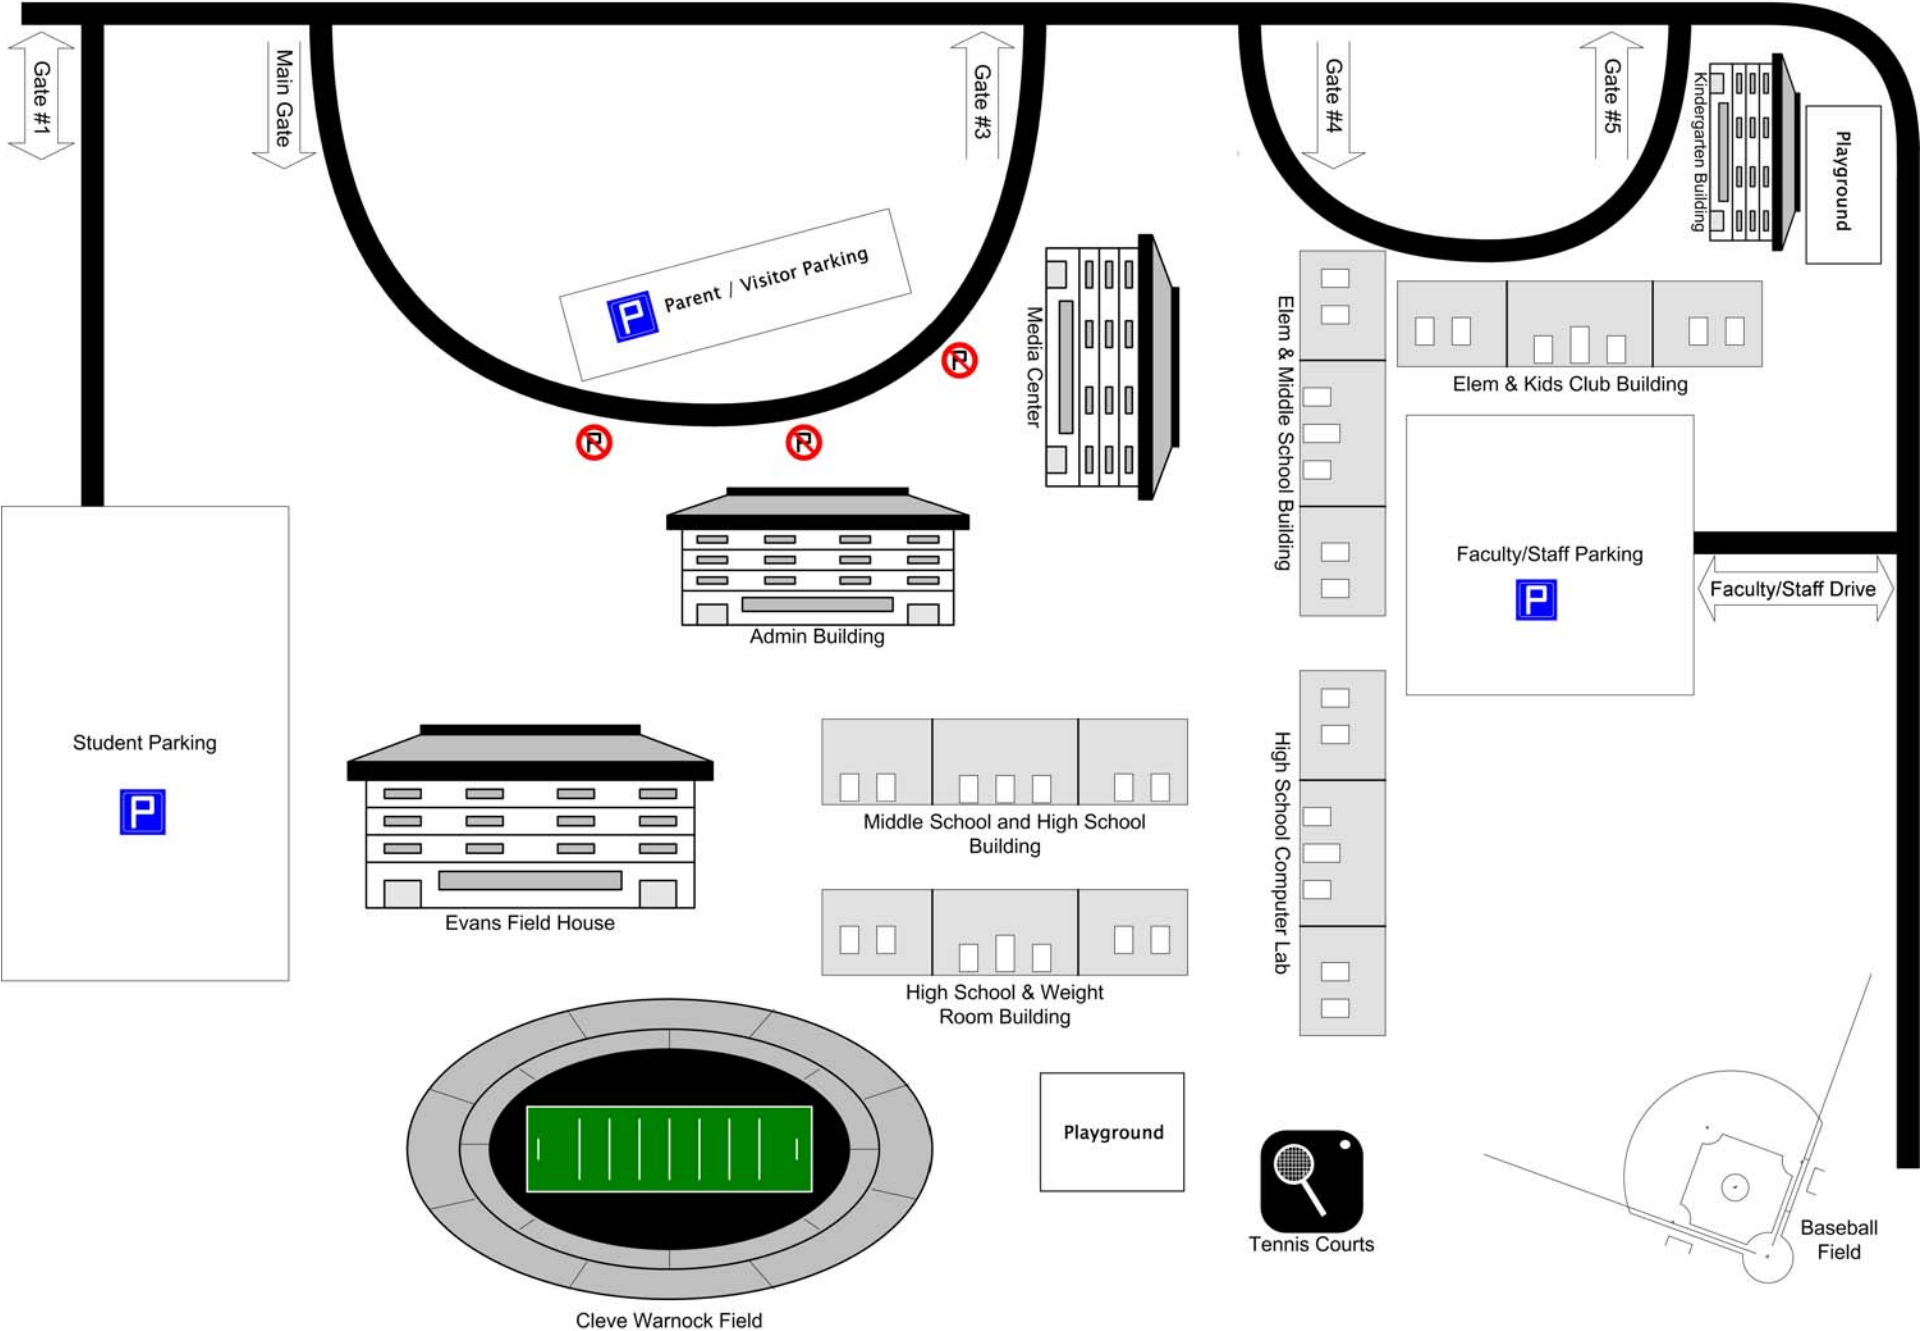 Gate #1
Main Gate
Gate #3
Gate #4
Gate #5
Kindergarten Building
Playground
P Parent / Visitor Parking
P
P
P
Media Center
Elem & Middle School Building
Elem & Kids Club Building
Faculty/Staff Parking
P
Faculty/Staff Drive
Admin Building
Student Parking
P
Evans Field House
Middle School and High School
Building
High School Computer Lab
High School & Weight
Room Building
Playground
Tennis Courts
Baseball
Field
Cleve Warnock Field